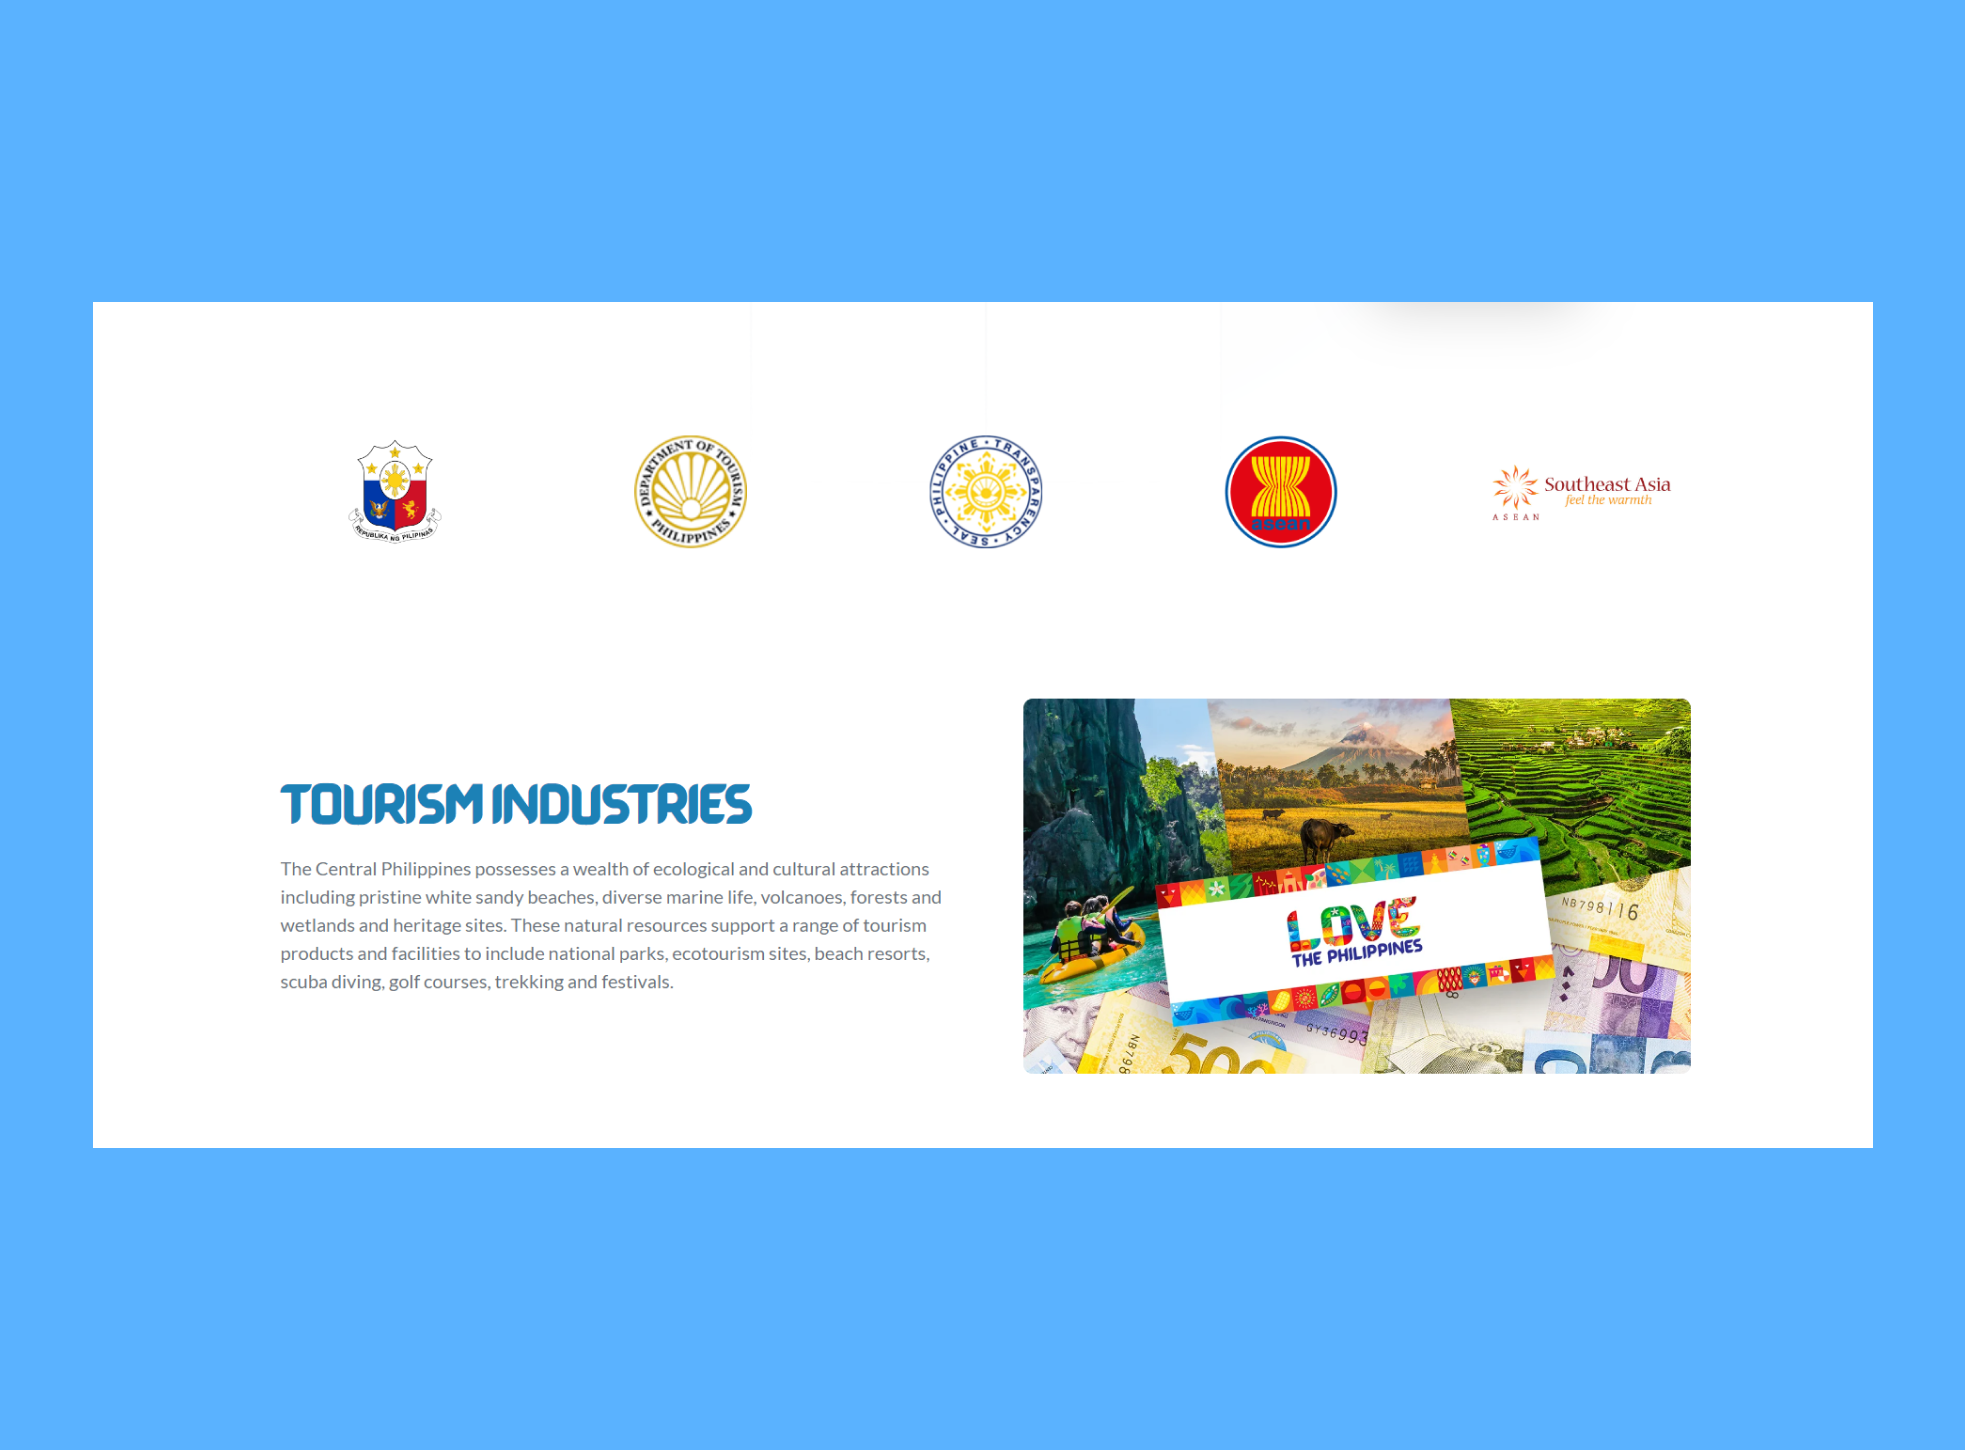 REPUBLIKA NG PILIPINAS
DEPARTMENT OF TOURISM
PHILIPPINES
PHILIPPINE • TRANSPARENCY • SEAL
asean
Southeast Asia
feel the warmth
ASEAN
TOURISM INDUSTRIES
The Central Philippines possesses a wealth of ecological and cultural attractions
including pristine white sandy beaches, diverse marine life, volcanoes, forests and
wetlands and heritage sites. These natural resources support a range of tourism
products and facilities to include national parks, ecotourism sites, beach resorts,
scuba diving, golf courses, trekking and festivals.
NB798116
LOVE
THE PHILIPPINES
GY36993
NB798
500